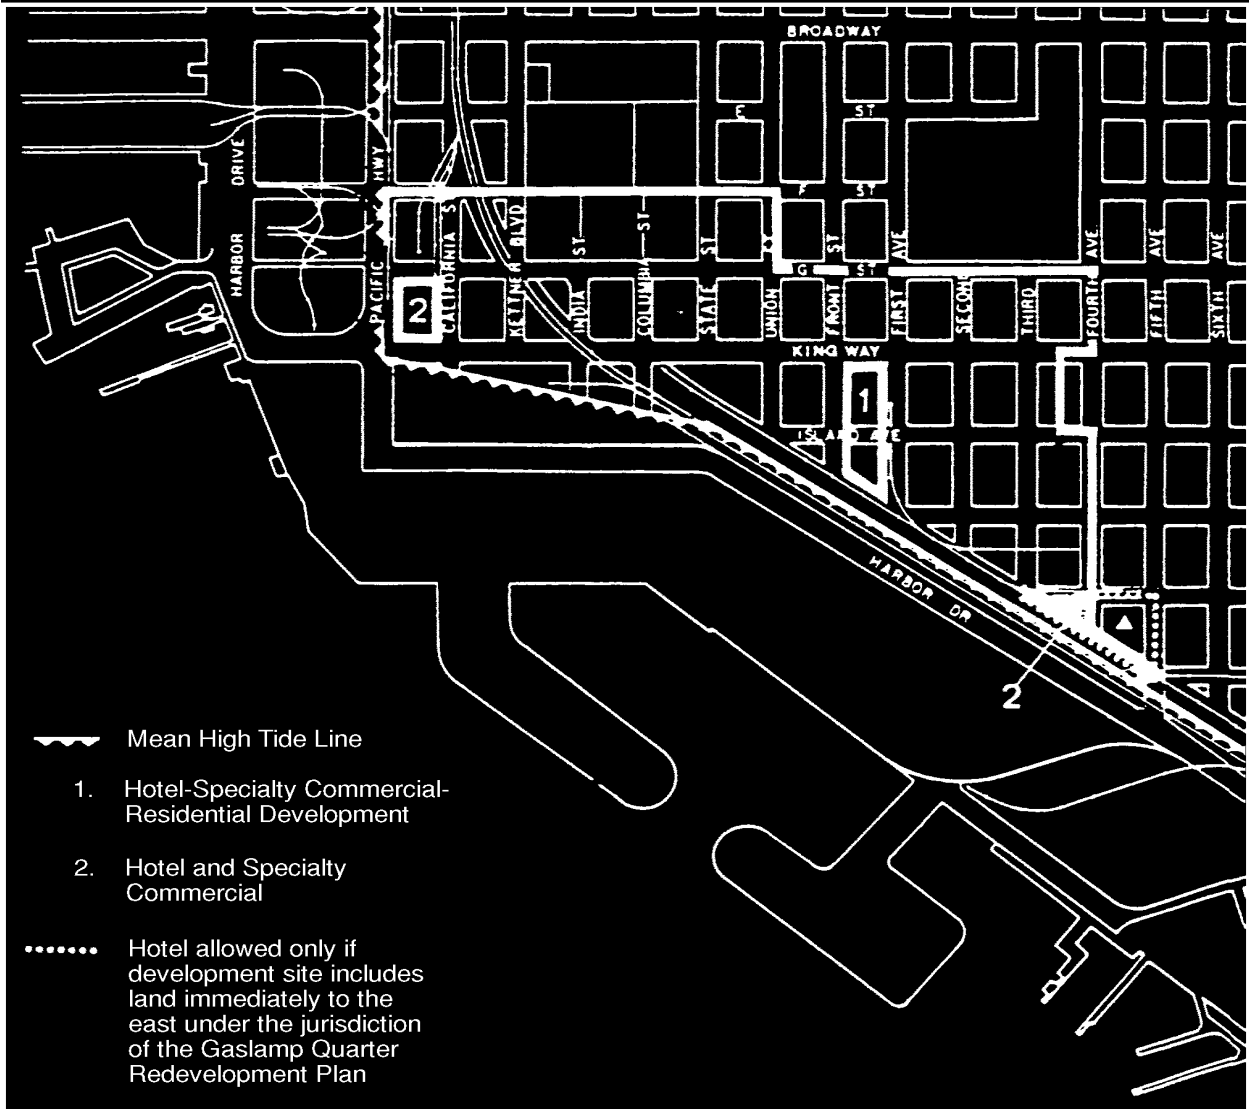 BROADWAY
E ST
F ST
G ST
DRIVE
HARBOR
HWY
PACIFIC
CALIFORNIA S
KETTNER BLVD
INDIA ST
COLUMBIA ST
STATE ST
UNION
FRONT ST
FIRST AVE
SECOND
THIRD
FOURTH AVE
FIFTH AVE
SIXTH AVE
2
KING WAY
1
ISLAND AVE
HARBOR DR
2
Mean High Tide Line
1. Hotel-Specialty Commercial-
Residential Development
2. Hotel and Specialty
Commercial
Hotel allowed only if
development site includes
land immediately to the
east under the jurisdiction
of the Gaslamp Quarter
Redevelopment Plan